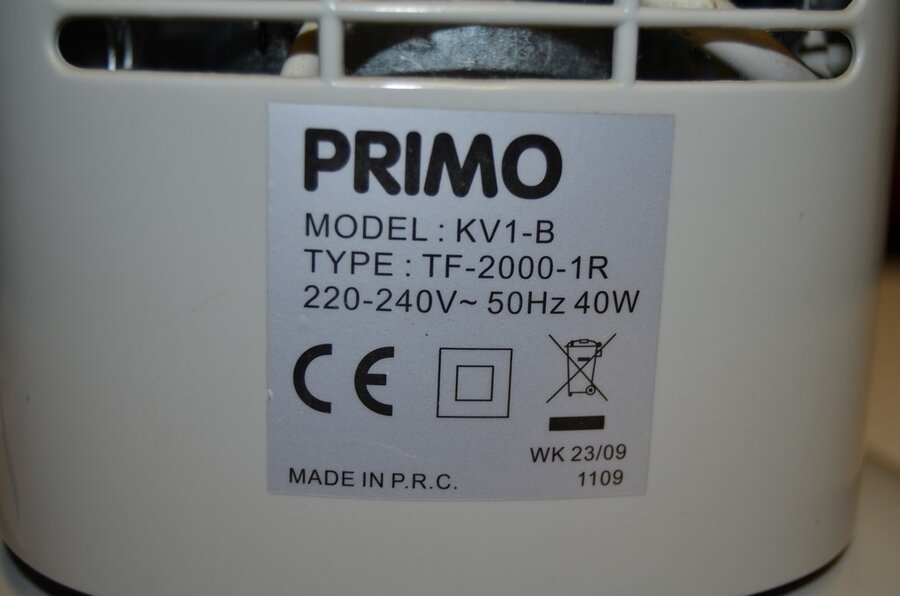 PRIMO
MODEL : KV1-B
TYPE : TF-2000-1R
220-240V~ 50Hz 40W
CE
WK 23/09
MADE IN P.R.C.
1109